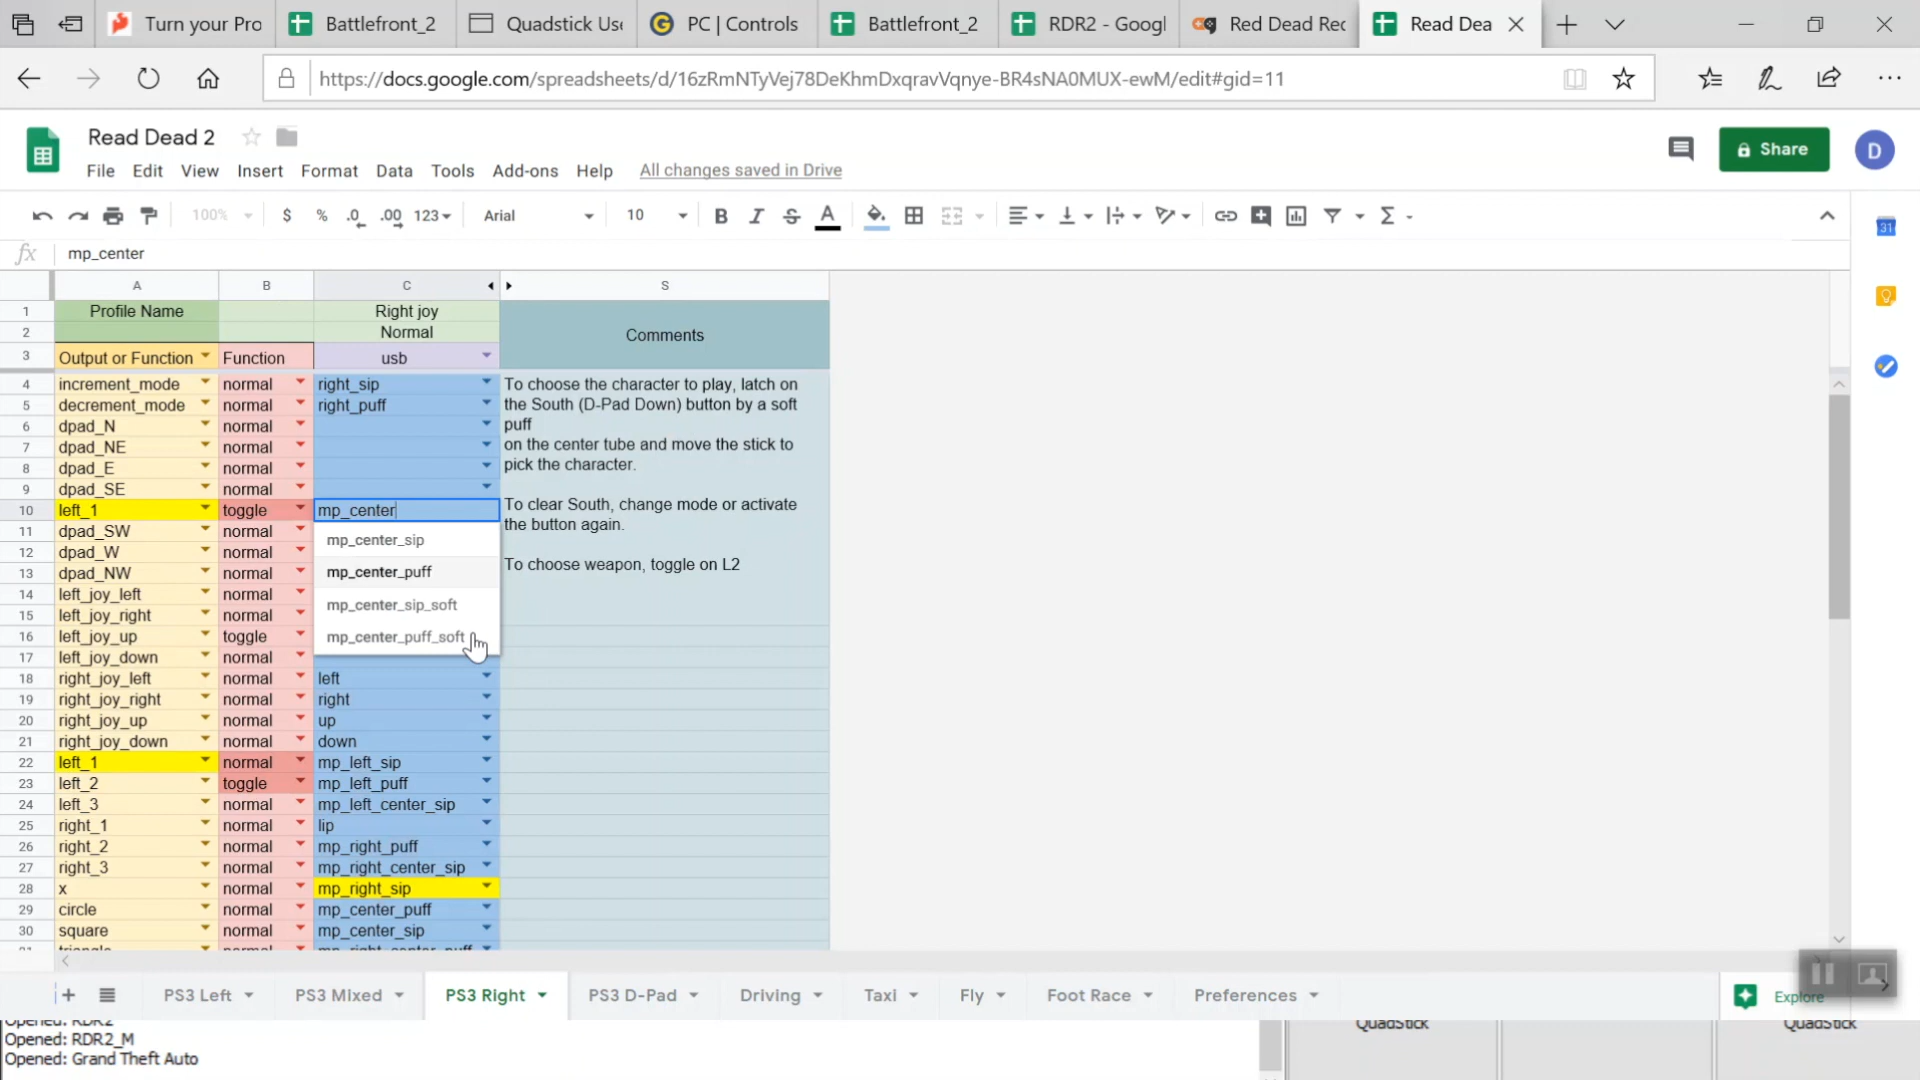 Turn your Pro
Battlefront_2
Quadstick Use
PC | Controls
Battlefront_2
RDR2 - Googl
Red Dead Rec
Read Dea
https://docs.google.com/spreadsheets/d/16zRmNTyVej78DeKhmDxqravVqnye-BR4sNA0MUX-ewM/edit#gid=11
Read Dead 2
File Edit View Insert Format Data Tools Add-ons Help All changes saved in Drive
Share
D
100% $ % .0 .00 123 Arial 10 B I S A Σ
31
fx mp_center
A B C S
1 Profile Name Right joy
2 Normal
Comments
3 Output or Function Function usb
4 increment_mode normal right_sip
5 decrement_mode normal right_puff
6 dpad_N normal
7 dpad_NE normal
8 dpad_E normal
9 dpad_SE normal
10 left_1 toggle mp_center
11 dpad_SW normal
12 dpad_W normal
13 dpad_NW normal
14 left_joy_left normal
15 left_joy_right normal
16 left_joy_up toggle
17 left_joy_down normal
18 right_joy_left normal left
19 right_joy_right normal right
20 right_joy_up normal up
21 right_joy_down normal down
22 left_1 normal mp_left_sip
23 left_2 toggle mp_left_puff
24 left_3 normal mp_left_center_sip
25 right_1 normal lip
26 right_2 normal mp_right_puff
27 right_3 normal mp_right_center_sip
28 x normal mp_right_sip
29 circle normal mp_center_puff
30 square normal mp_center_sip
31 triangle normal mp_right_center_puff
mp_center_sip
mp_center_puff
mp_center_sip_soft
mp_center_puff_soft
To choose the character to play, latch on
the South (D-Pad Down) button by a soft
puff
on the center tube and move the stick to
pick the character.
To clear South, change mode or activate
the button again.
To choose weapon, toggle on L2
PS3 Left PS3 Mixed PS3 Right PS3 D-Pad Driving Taxi Fly Foot Race Preferences
Explore
Opened: RDR2
Opened: RDR2_M
Opened: Grand Theft Auto
QuadStick
QuadStick